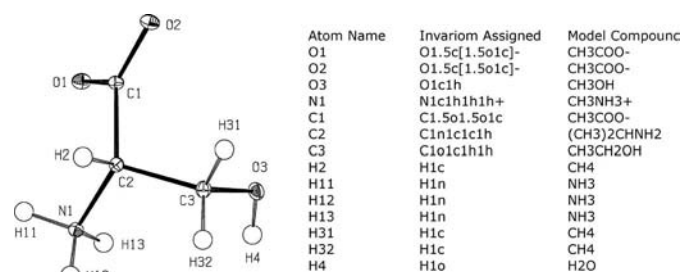 O2
O1
C1
H31
H2
O3
C2
C3
N1
H11
H13
H32
H4
Atom Name Invariom Assigned Model Compound
O1 O1.5c[1.5o1c]- CH3COO-
O2 O1.5c[1.5o1c]- CH3COO-
O3 O1c1h CH3OH
N1 N1c1h1h1h+ CH3NH3+
C1 C1.5o1.5o1c CH3COO-
C2 C1n1c1c1h (CH3)2CHNH2
C3 C1o1c1h1h CH3CH2OH
H2 H1c CH4
H11 H1n NH3
H12 H1n NH3
H13 H1n NH3
H31 H1c CH4
H32 H1c CH4
H4 H1o H2O